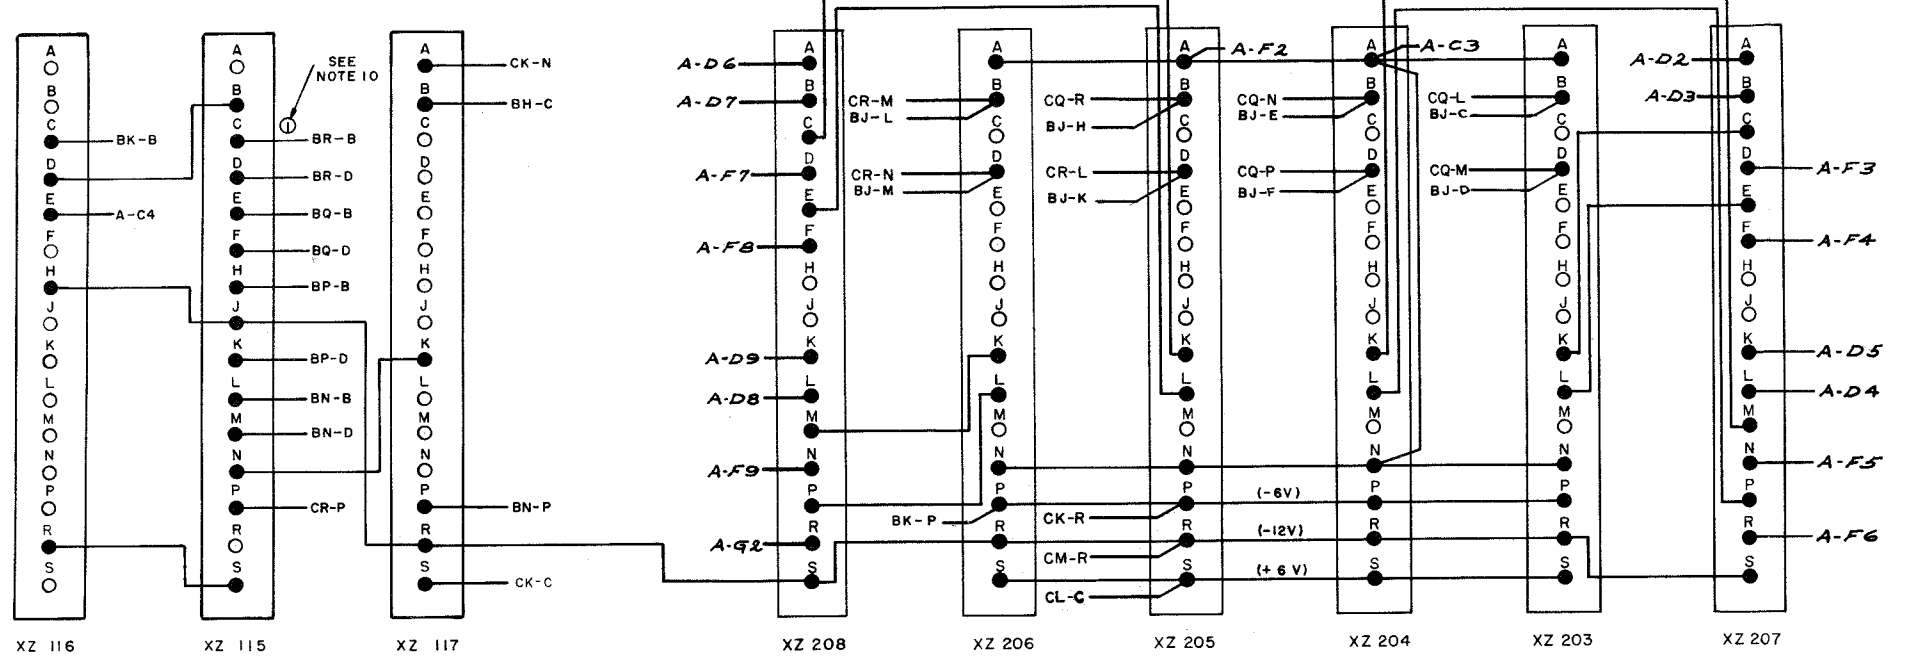 A B C D E F H J K L M N P R S
BK-B
A-C4
XZ 116
A B C D E F H J K L M N P R S
SEE
NOTE 10
1
BR-B
BR-D
BQ-B
BQ-D
BP-B
BP-D
BN-B
BN-D
CR-P
XZ 115
A B C D E F H J K L M N P R S
CK-N
BH-C
BN-P
CK-C
XZ 117
A B C D E F H J K L M N P R S
A-D6
A-D7
A-F7
A-F8
A-D9
A-D8
A-F9
A-G2
XZ 208
A B C D E F H J K L M N P R S
CR-M
BJ-L
CR-N
BJ-M
BK-P
XZ 206
A B C D E F H J K L M N P R S
A-F2
CQ-R
BJ-H
CR-L
BJ-K
CK-R
CM-R
CL-C
XZ 205
A B C D E F H J K L M N P R S
A-C3
CQ-N
BJ-E
CQ-P
BJ-F
(-6V)
(-12V)
(+6 V)
XZ 204
A B C D E F H J K L M N P R S
CQ-L
BJ-C
CQ-M
BJ-D
XZ 203
A B C D E F H J K L M N P R S
A-D2
A-D3
A-F3
A-F4
A-D5
A-D4
A-F5
A-F6
XZ 207